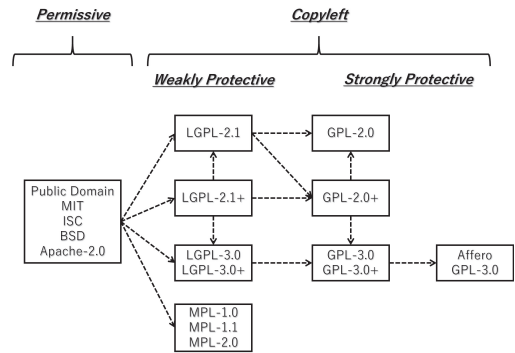 Permissive
Copyleft
Weakly Protective
Strongly Protective
LGPL-2.1
GPL-2.0
Public Domain
MIT
ISC
BSD
Apache-2.0
LGPL-2.1+
GPL-2.0+
LGPL-3.0
LGPL-3.0+
GPL-3.0
GPL-3.0+
Affero
GPL-3.0
MPL-1.0
MPL-1.1
MPL-2.0